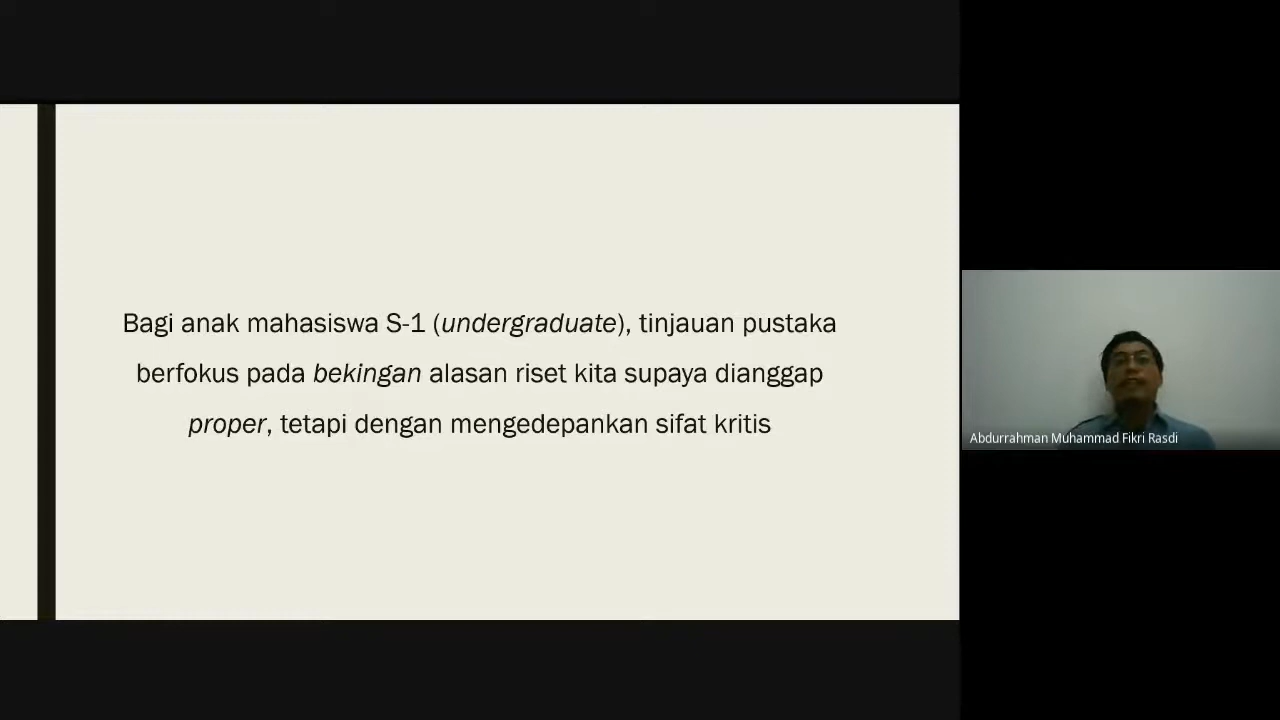 Bagi anak mahasiswa S-1 (undergraduate), tinjauan pustaka
berfokus pada bekingan alasan riset kita supaya dianggap
proper, tetapi dengan mengedepankan sifat kritis
Abdurrahman Muhammad Fikri Rasdi